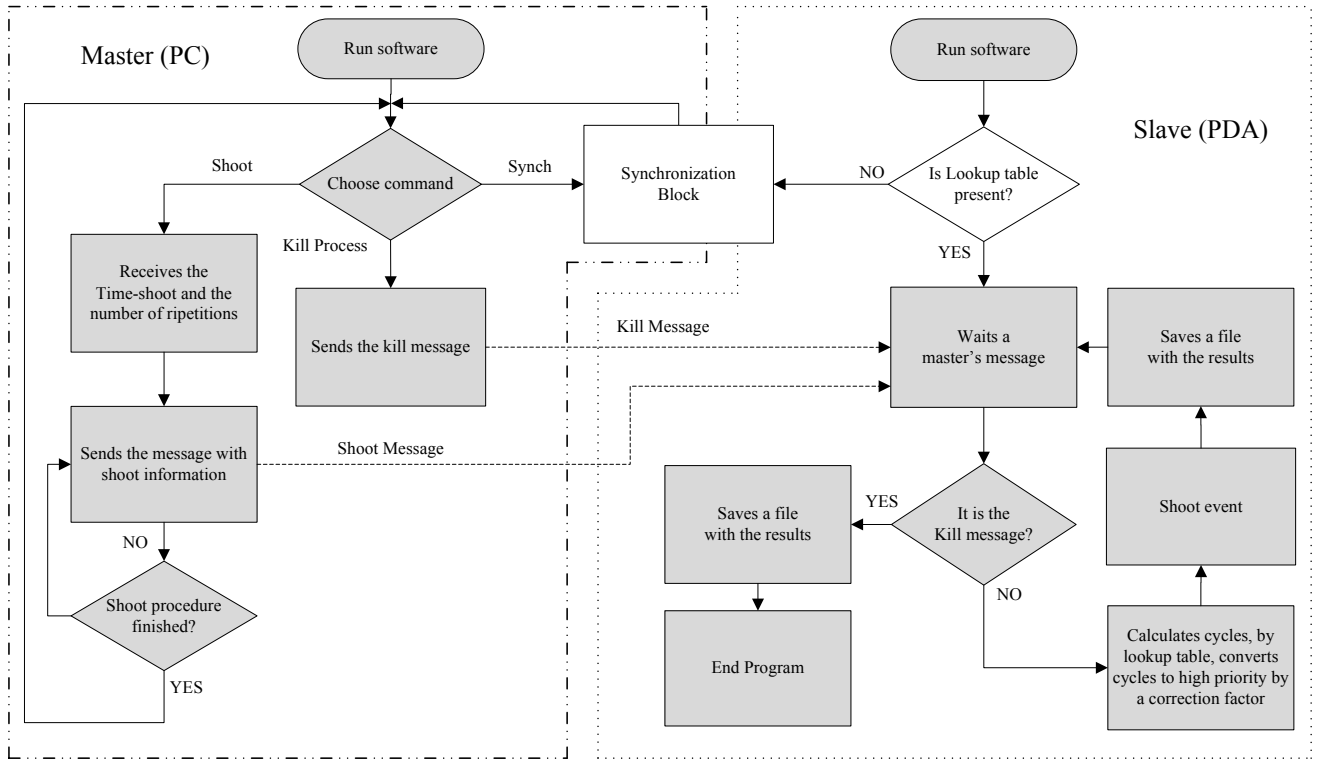 Master (PC)
Run software
Choose command
Shoot
Synch
Kill Process
Synchronization
Block
Receives the
Time-shoot and the
number of ripetitions
Sends the kill message
Kill Message
Sends the message with
shoot information
Shoot Message
NO
Shoot procedure
finished?
YES
Slave (PDA)
Run software
Is Lookup table
present?
NO
YES
Waits a
master's message
Saves a file
with the results
It is the
Kill message?
YES
Saves a file
with the results
End Program
NO
Shoot event
Calculates cycles, by
lookup table, converts
cycles to high priority by
a correction factor